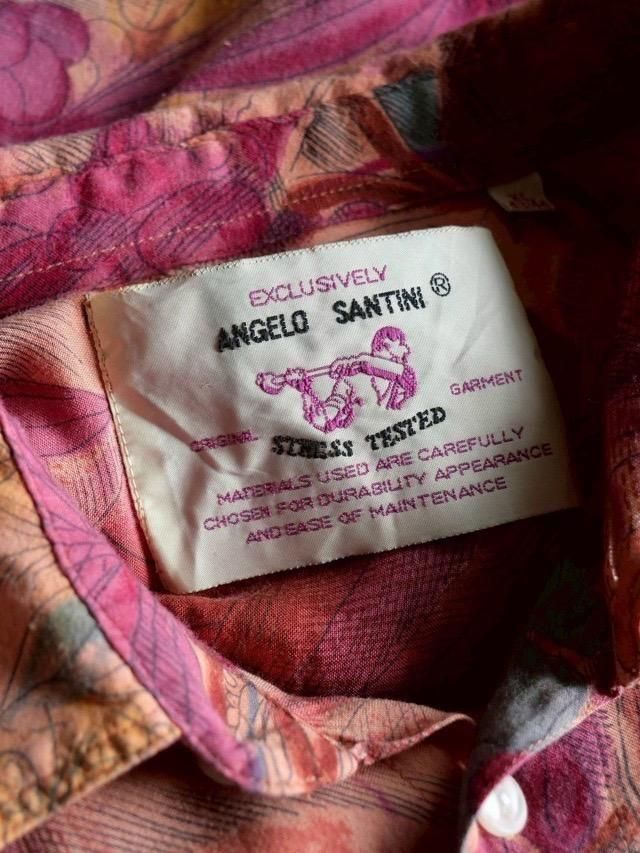 EXCLUSIVELY
ANGELO SANTINI ®
ORIGINAL GARMENT
STRESS TESTED
MATERIALS USED ARE CAREFULLY
CHOSEN FOR DURABILITY APPEARANCE
AND EASE OF MAINTENANCE